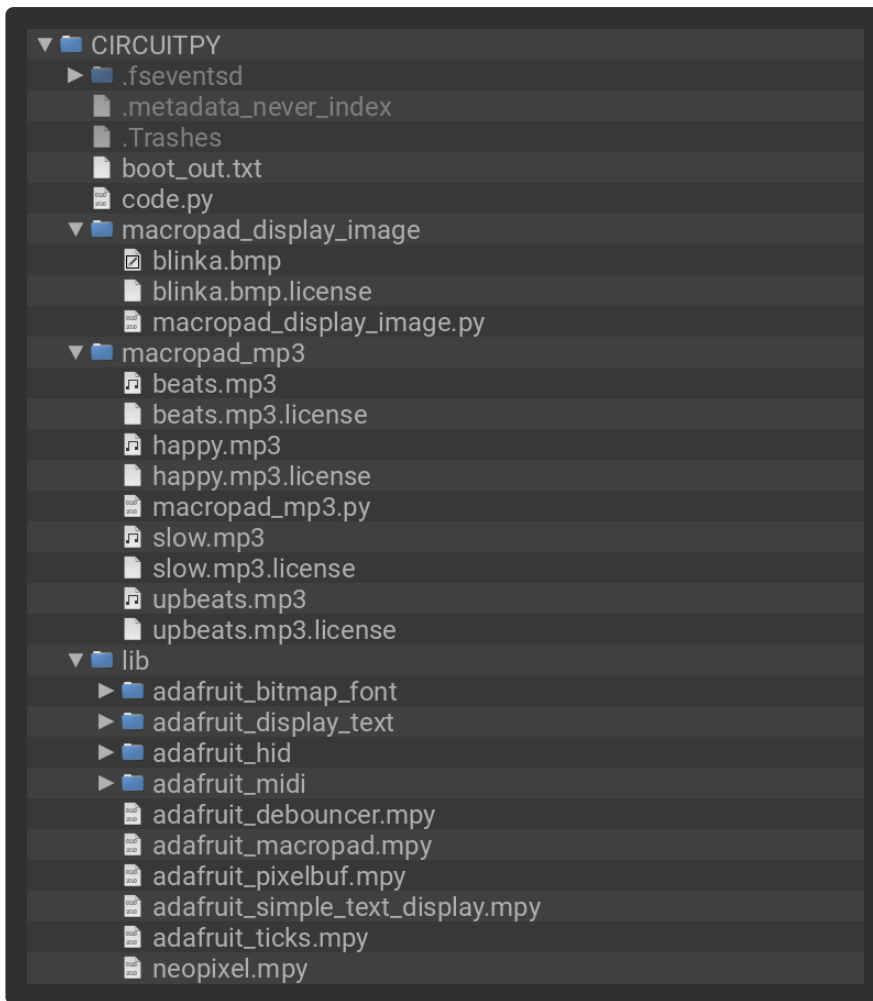 CIRCUITPY
.fseventsd
.metadata_never_index
.Trashes
boot_out.txt
code.py
macropad_display_image
blinka.bmp
blinka.bmp.license
macropad_display_image.py
macropad_mp3
beats.mp3
beats.mp3.license
happy.mp3
happy.mp3.license
macropad_mp3.py
slow.mp3
slow.mp3.license
upbeats.mp3
upbeats.mp3.license
lib
adafruit_bitmap_font
adafruit_display_text
adafruit_hid
adafruit_midi
adafruit_debouncer.mpy
adafruit_macropad.mpy
adafruit_pixelbuf.mpy
adafruit_simple_text_display.mpy
adafruit_ticks.mpy
neopixel.mpy